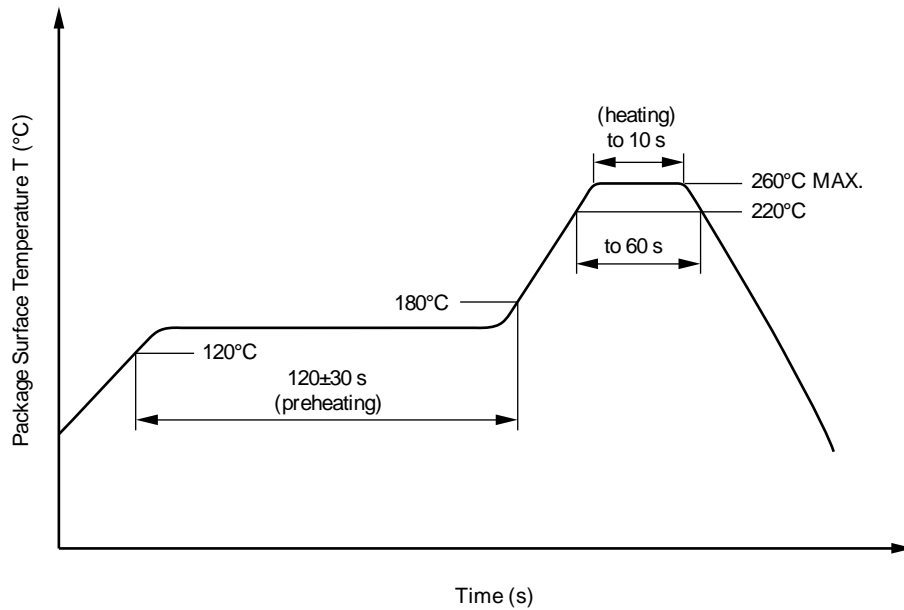 Package Surface Temperature T (°C)
(heating)
to 10 s
260°C MAX.
220°C
to 60 s
180°C
120°C
120±30 s
(preheating)
Time (s)